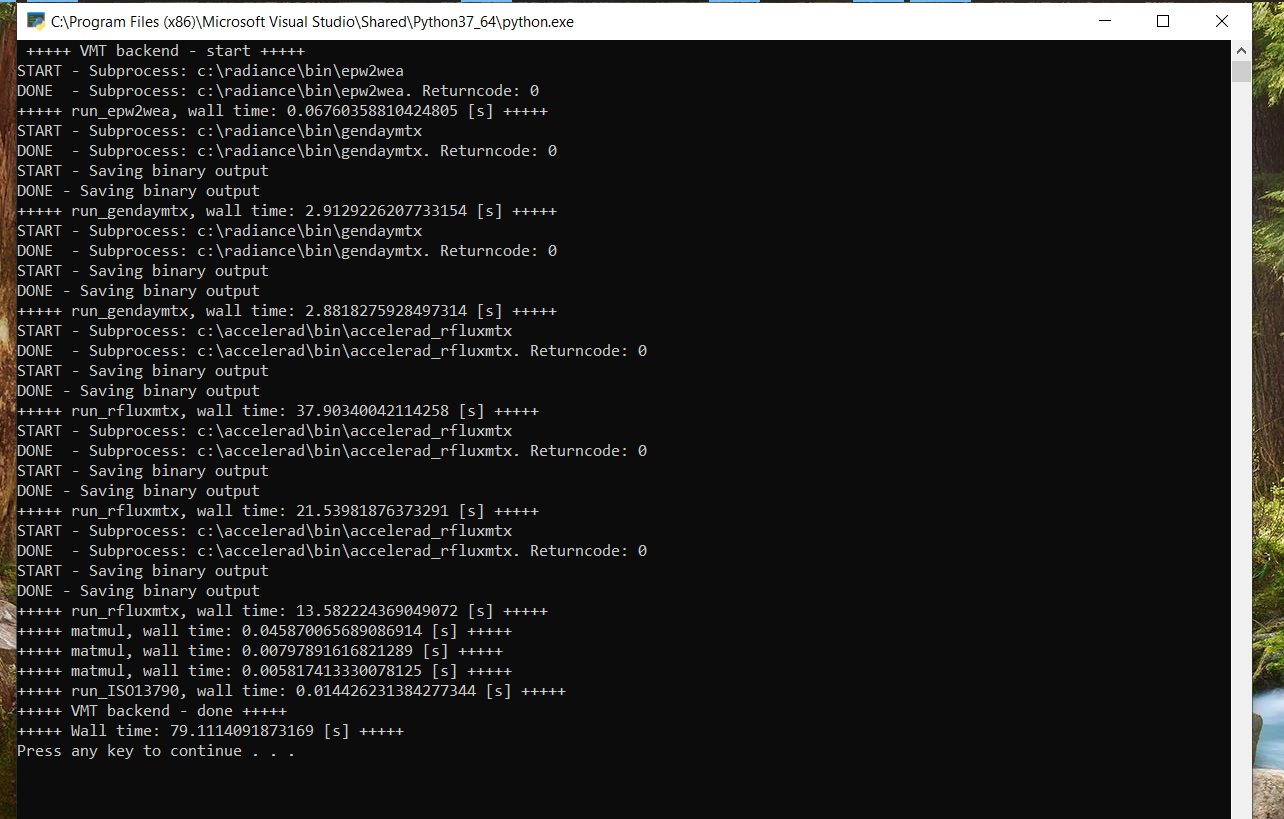 C:\Program Files (x86)\Microsoft Visual Studio\Shared\Python37_64\python.exe
+++++ VMT backend - start +++++
START - Subprocess: c:\radiance\bin\epw2wea
DONE  - Subprocess: c:\radiance\bin\epw2wea. Returncode: 0
+++++ run_epw2wea, wall time: 0.06760358810424805 [s] +++++
START - Subprocess: c:\radiance\bin\gendaymtx
DONE  - Subprocess: c:\radiance\bin\gendaymtx. Returncode: 0
START - Saving binary output
DONE - Saving binary output
+++++ run_gendaymtx, wall time: 2.9129226207733154 [s] +++++
START - Subprocess: c:\radiance\bin\gendaymtx
DONE  - Subprocess: c:\radiance\bin\gendaymtx. Returncode: 0
START - Saving binary output
DONE - Saving binary output
+++++ run_gendaymtx, wall time: 2.8818275928497314 [s] +++++
START - Subprocess: c:\accelerad\bin\accelerad_rfluxmtx
DONE  - Subprocess: c:\accelerad\bin\accelerad_rfluxmtx. Returncode: 0
START - Saving binary output
DONE - Saving binary output
+++++ run_rfluxmtx, wall time: 37.90340042114258 [s] +++++
START - Subprocess: c:\accelerad\bin\accelerad_rfluxmtx
DONE  - Subprocess: c:\accelerad\bin\accelerad_rfluxmtx. Returncode: 0
START - Saving binary output
DONE - Saving binary output
+++++ run_rfluxmtx, wall time: 21.53981876373291 [s] +++++
START - Subprocess: c:\accelerad\bin\accelerad_rfluxmtx
DONE  - Subprocess: c:\accelerad\bin\accelerad_rfluxmtx. Returncode: 0
START - Saving binary output
DONE - Saving binary output
+++++ run_rfluxmtx, wall time: 13.582224369049072 [s] +++++
+++++ matmul, wall time: 0.045870065689086914 [s] +++++
+++++ matmul, wall time: 0.00797891616821289 [s] +++++
+++++ matmul, wall time: 0.005817413330078125 [s] +++++
+++++ run_ISO13790, wall time: 0.014426231384277344 [s] +++++
+++++ VMT backend - done +++++
+++++ Wall time: 79.1114091873169 [s] +++++
Press any key to continue . . .